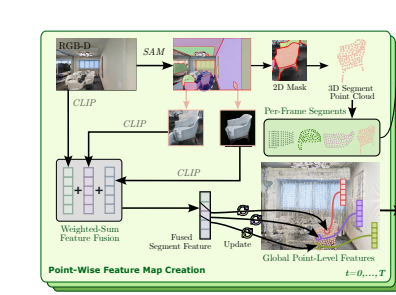 RGB-D
SAM
CLIP
CLIP
CLIP
2D Mask
3D Segment
Point Cloud
Per-Frame Segments
Weighted-Sum
Feature Fusion
Fused
Segment Feature
Update
Global Point-Level Features
Point-Wise Feature Map Creation
t=0,...,T